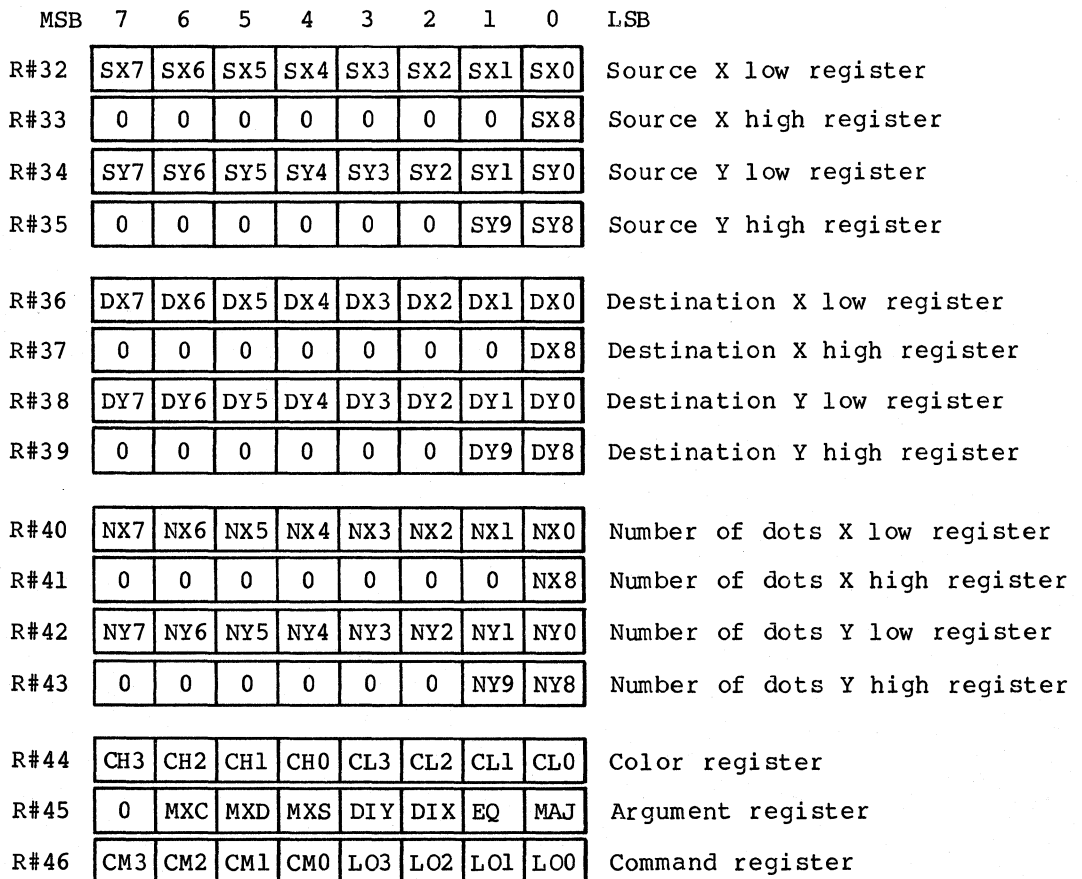 MSB 7 6 5 4 3 2 1 0 LSB
R#32 SX7 SX6 SX5 SX4 SX3 SX2 SX1 SX0 Source X low register
R#33 0 0 0 0 0 0 0 SX8 Source X high register
R#34 SY7 SY6 SY5 SY4 SY3 SY2 SY1 SY0 Source Y low register
R#35 0 0 0 0 0 0 SY9 SY8 Source Y high register
R#36 DX7 DX6 DX5 DX4 DX3 DX2 DX1 DX0 Destination X low register
R#37 0 0 0 0 0 0 0 DX8 Destination X high register
R#38 DY7 DY6 DY5 DY4 DY3 DY2 DY1 DY0 Destination Y low register
R#39 0 0 0 0 0 0 DY9 DY8 Destination Y high register
R#40 NX7 NX6 NX5 NX4 NX3 NX2 NX1 NX0 Number of dots X low register
R#41 0 0 0 0 0 0 0 NX8 Number of dots X high register
R#42 NY7 NY6 NY5 NY4 NY3 NY2 NY1 NY0 Number of dots Y low register
R#43 0 0 0 0 0 0 NY9 NY8 Number of dots Y high register
R#44 CH3 CH2 CH1 CH0 CL3 CL2 CL1 CL0 Color register
R#45 0 MXC MXD MXS DIY DIX EQ MAJ Argument register
R#46 CM3 CM2 CM1 CM0 LO3 LO2 LO1 LO0 Command register